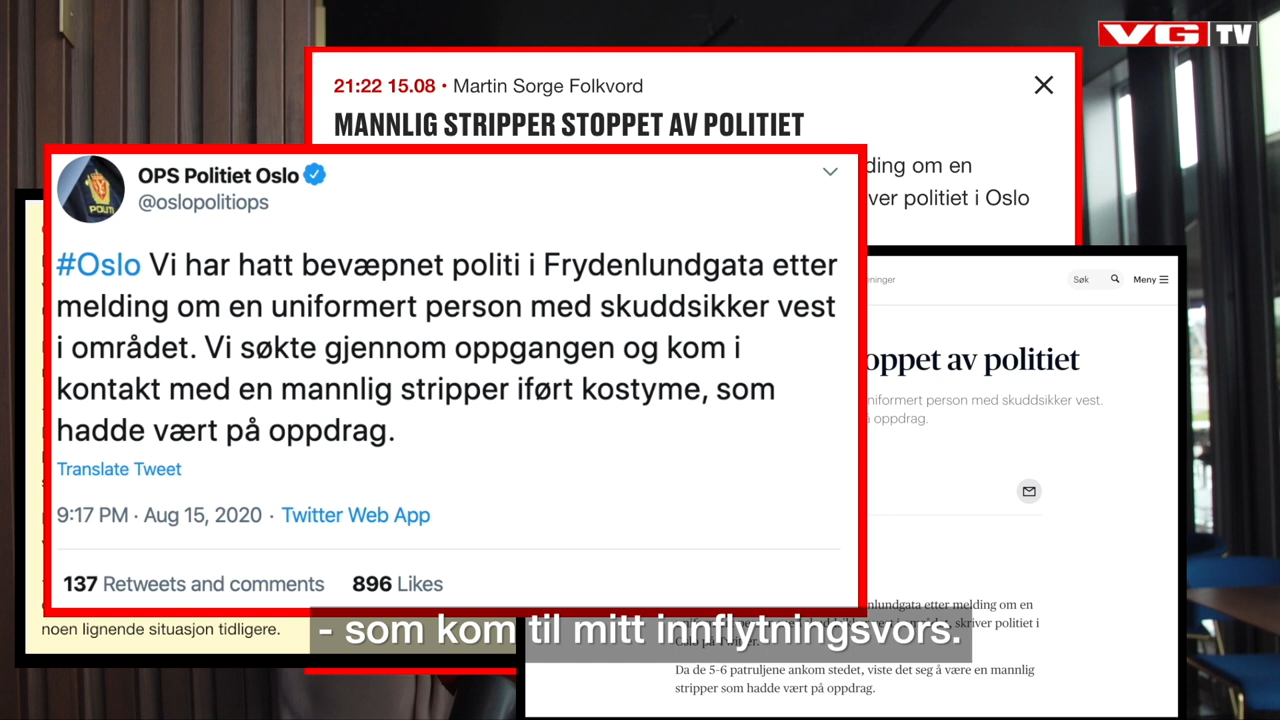 VG TV
21:22 15.08 • Martin Sorge Folkvord
MANNLIG STRIPPER STOPPET AV POLITIET
ding om en
ver politiet i Oslo
OPS Politiet Oslo
@oslopolitiops
#Oslo Vi har hatt bevæpnet politi i Frydenlundgata etter
melding om en uniformert person med skuddsikker vest
i området. Vi søkte gjennom oppgangen og kom i
kontakt med en mannlig stripper iført kostyme, som
hadde vært på oppdrag.
Translate Tweet
9:17 PM · Aug 15, 2020 · Twitter Web App
137 Retweets and comments 896 Likes
noen lignende situasjon tidligere.
ninger
Søk
Meny
oppet av politiet
niformert person med skuddsikker vest.
oppdrag.
nlundgata etter melding om en
skriver politiet i
Oslo på Twitter.
Da de 5-6 patruljene ankom stedet, viste det seg å være en mannlig
stripper som hadde vært på oppdrag.
- som kom til mitt innflytningsvors.